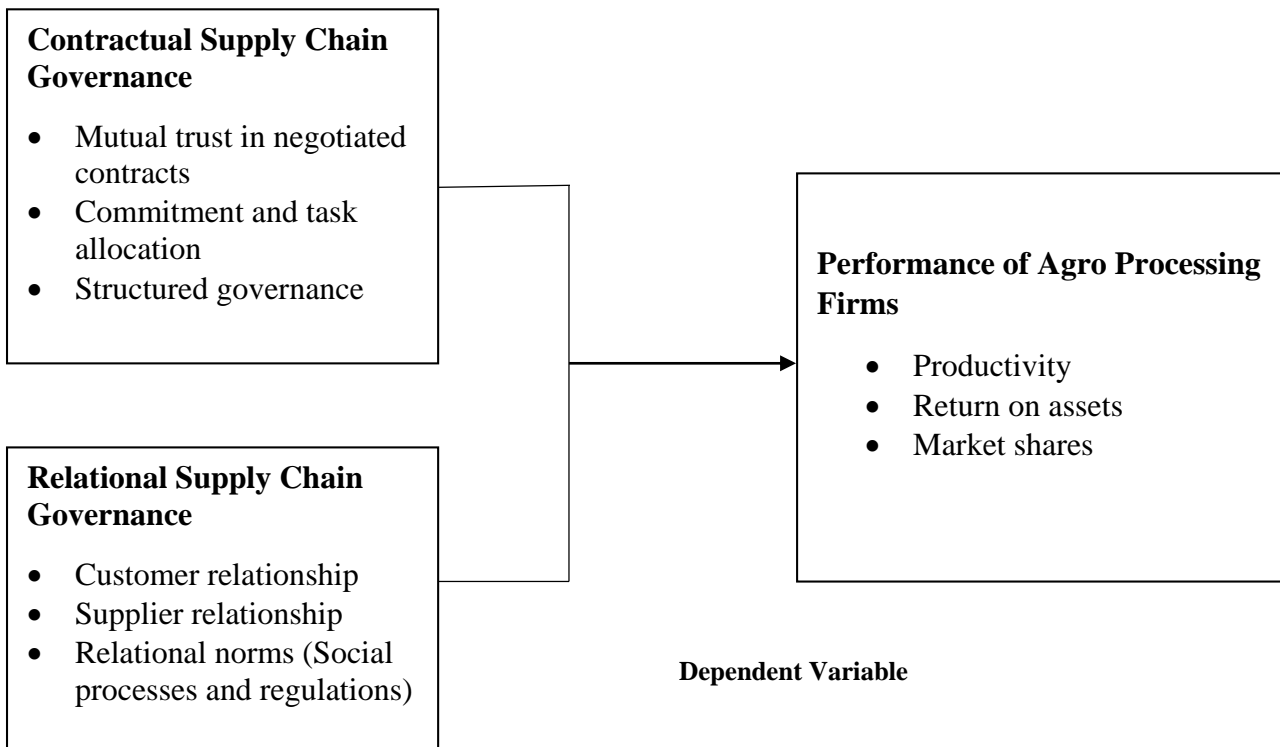 Contractual Supply Chain
Governance
• Mutual trust in negotiated
contracts
• Commitment and task
allocation
• Structured governance
Relational Supply Chain
Governance
• Customer relationship
• Supplier relationship
• Relational norms (Social
processes and regulations)
Performance of Agro Processing
Firms
• Productivity
• Return on assets
• Market shares
Dependent Variable